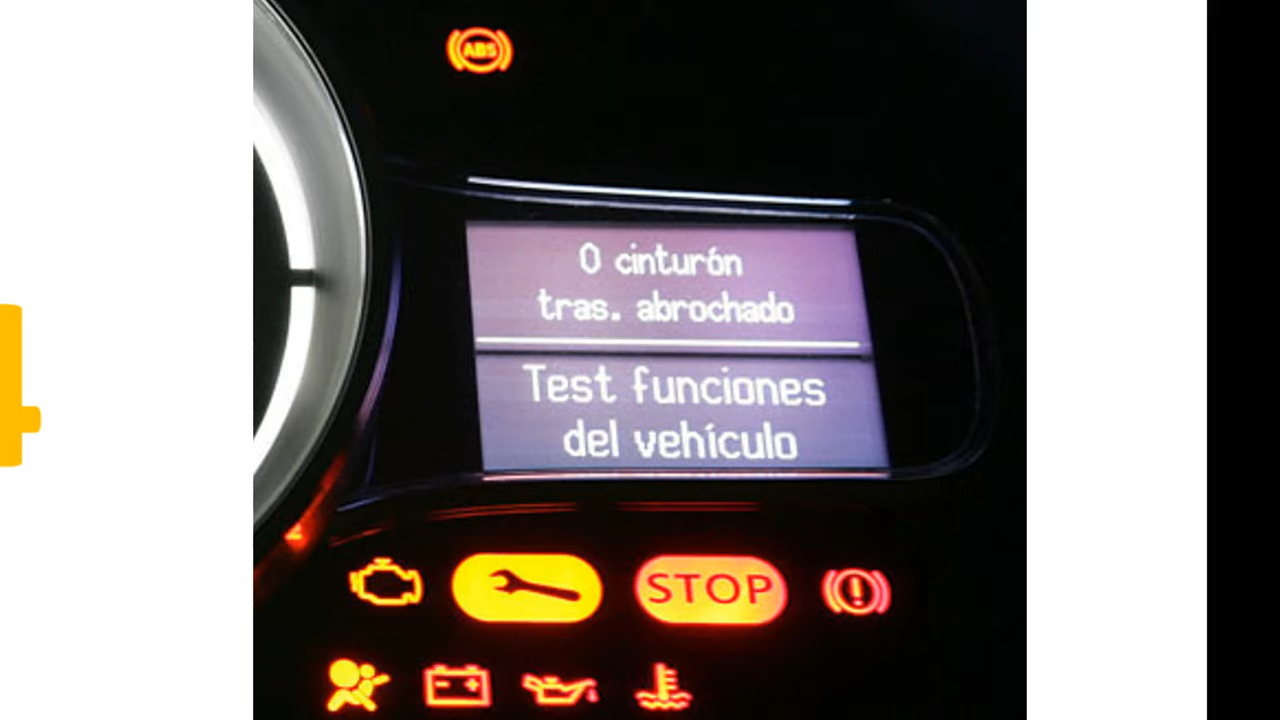 ABS
0 cinturón
tras. abrochado
Test funciones
del vehículo
STOP